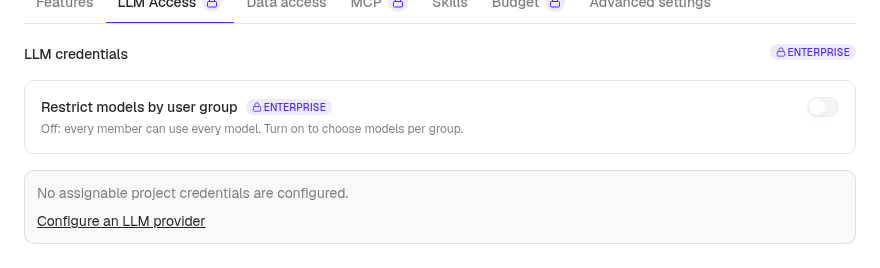 Features LLM Access Data access MCP Skills Budget Advanced settings
LLM credentials ENTERPRISE
Restrict models by user group ENTERPRISE
Off: every member can use every model. Turn on to choose models per group.
No assignable project credentials are configured.
Configure an LLM provider